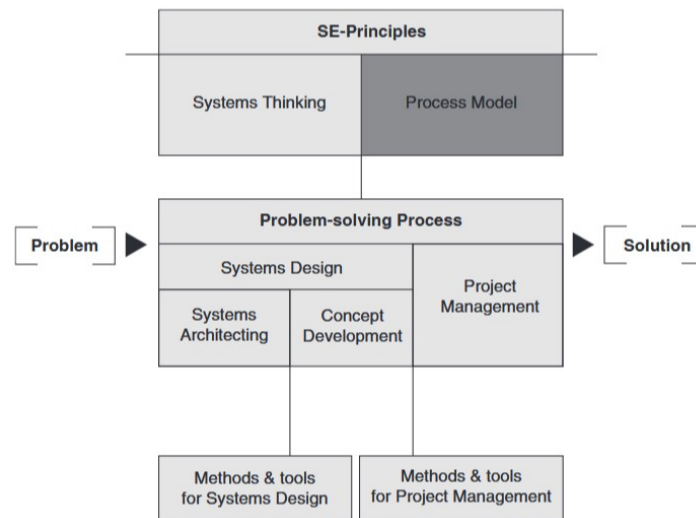 SE-Principles
Systems Thinking
Process Model
Problem-solving Process
Problem
Solution
Systems Design
Project
Management
Systems
Architecting
Concept
Development
Methods & tools
for Systems Design
Methods & tools
for Project Management